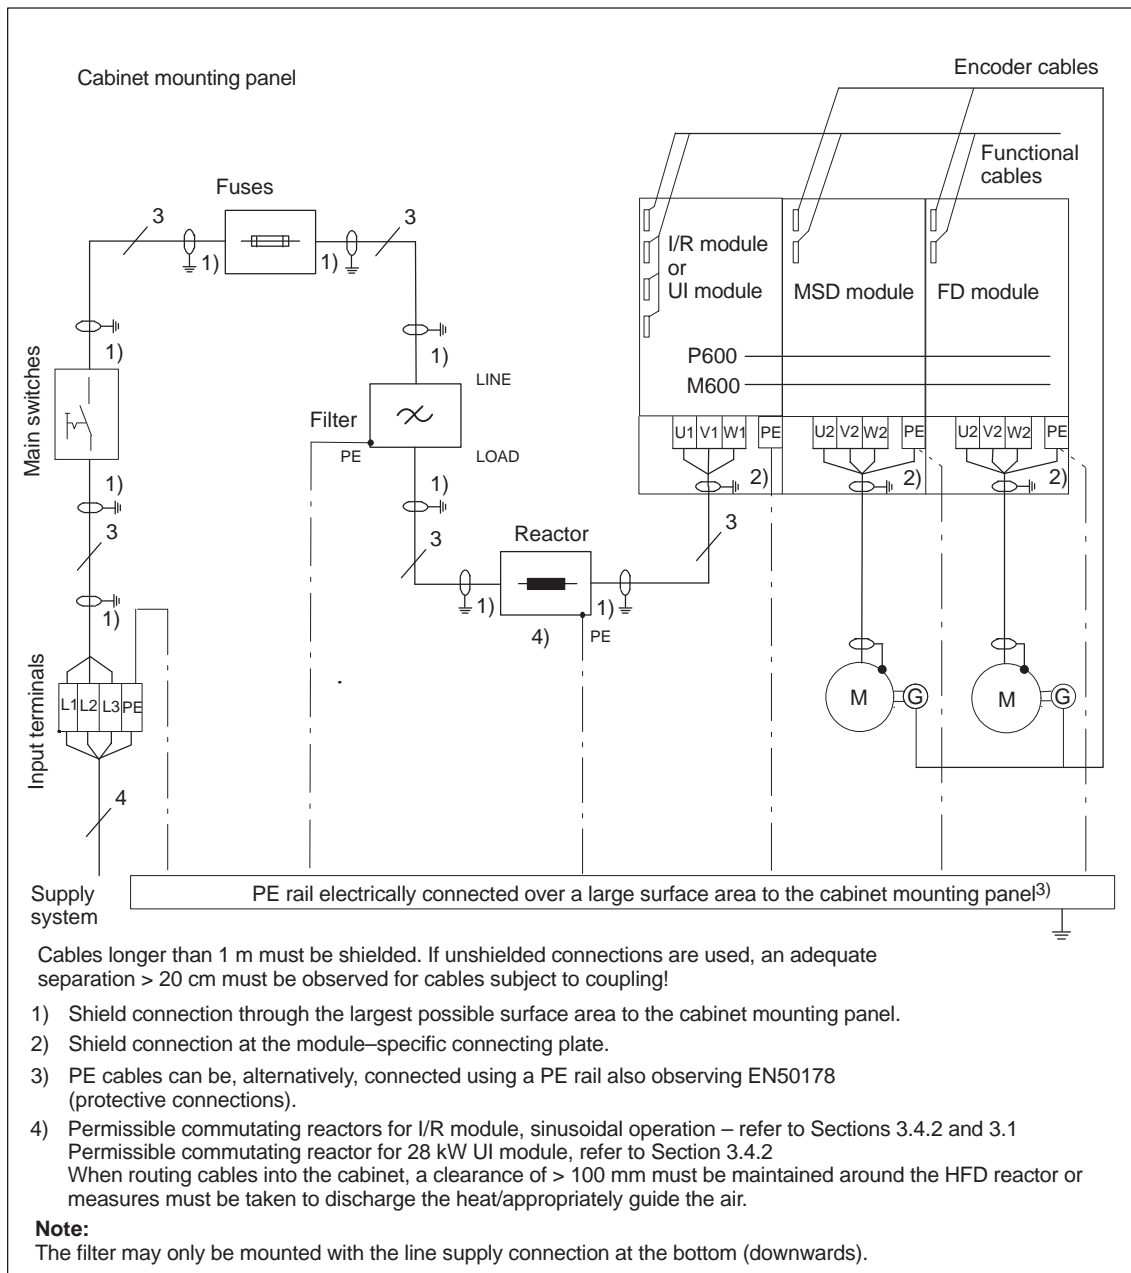 Cabinet mounting panel
Encoder cables
Functional
cables
Fuses
3
3
1)
1)
I/R module
or
UI module
MSD module
FD module
P600
M600
Main switches
1)
1)
LINE
Filter
PE
LOAD
U1 V1 W1 PE
U2 V2 W2 PE
U2 V2 W2 PE
2)
2)
2)
1)
1)
3
3
3
Reactor
1)
1)
1)
4)
PE
Input terminals
L1 L2 L3 PE
M
G
M
G
4
Supply
system
PE rail electrically connected over a large surface area to the cabinet mounting panel3)
Cables longer than 1 m must be shielded. If unshielded connections are used, an adequate
separation > 20 cm must be observed for cables subject to coupling!
1) Shield connection through the largest possible surface area to the cabinet mounting panel.
2) Shield connection at the module–specific connecting plate.
3) PE cables can be, alternatively, connected using a PE rail also observing EN50178
(protective connections).
4) Permissible commutating reactors for I/R module, sinusoidal operation – refer to Sections 3.4.2 and 3.1
Permissible commutating reactor for 28 kW UI module, refer to Section 3.4.2
When routing cables into the cabinet, a clearance of > 100 mm must be maintained around the HFD reactor or
measures must be taken to discharge the heat/appropriately guide the air.
Note:
The filter may only be mounted with the line supply connection at the bottom (downwards).